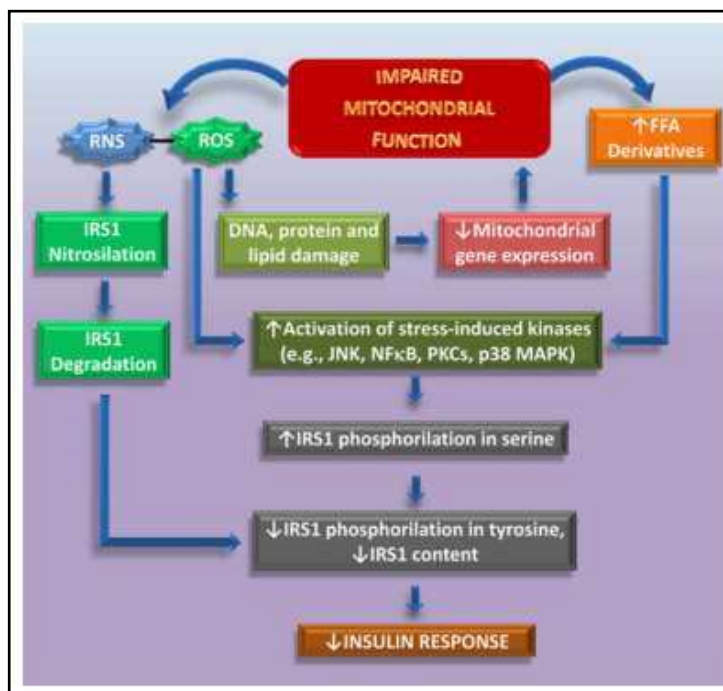 IMPAIRED
MITOCHONDRIAL
FUNCTION
RNS
ROS
↑FFA
Derivatives
IRS1
Nitrosilation
DNA, protein and
lipid damage
↓Mitochondrial
gene expression
IRS1
Degradation
↑Activation of stress-induced kinases
(e.g., JNK, NFκB, PKCs, p38 MAPK)
↑IRS1 phosphorilation in serine
↓IRS1 phosphorilation in tyrosine,
↓IRS1 content
↓INSULIN RESPONSE